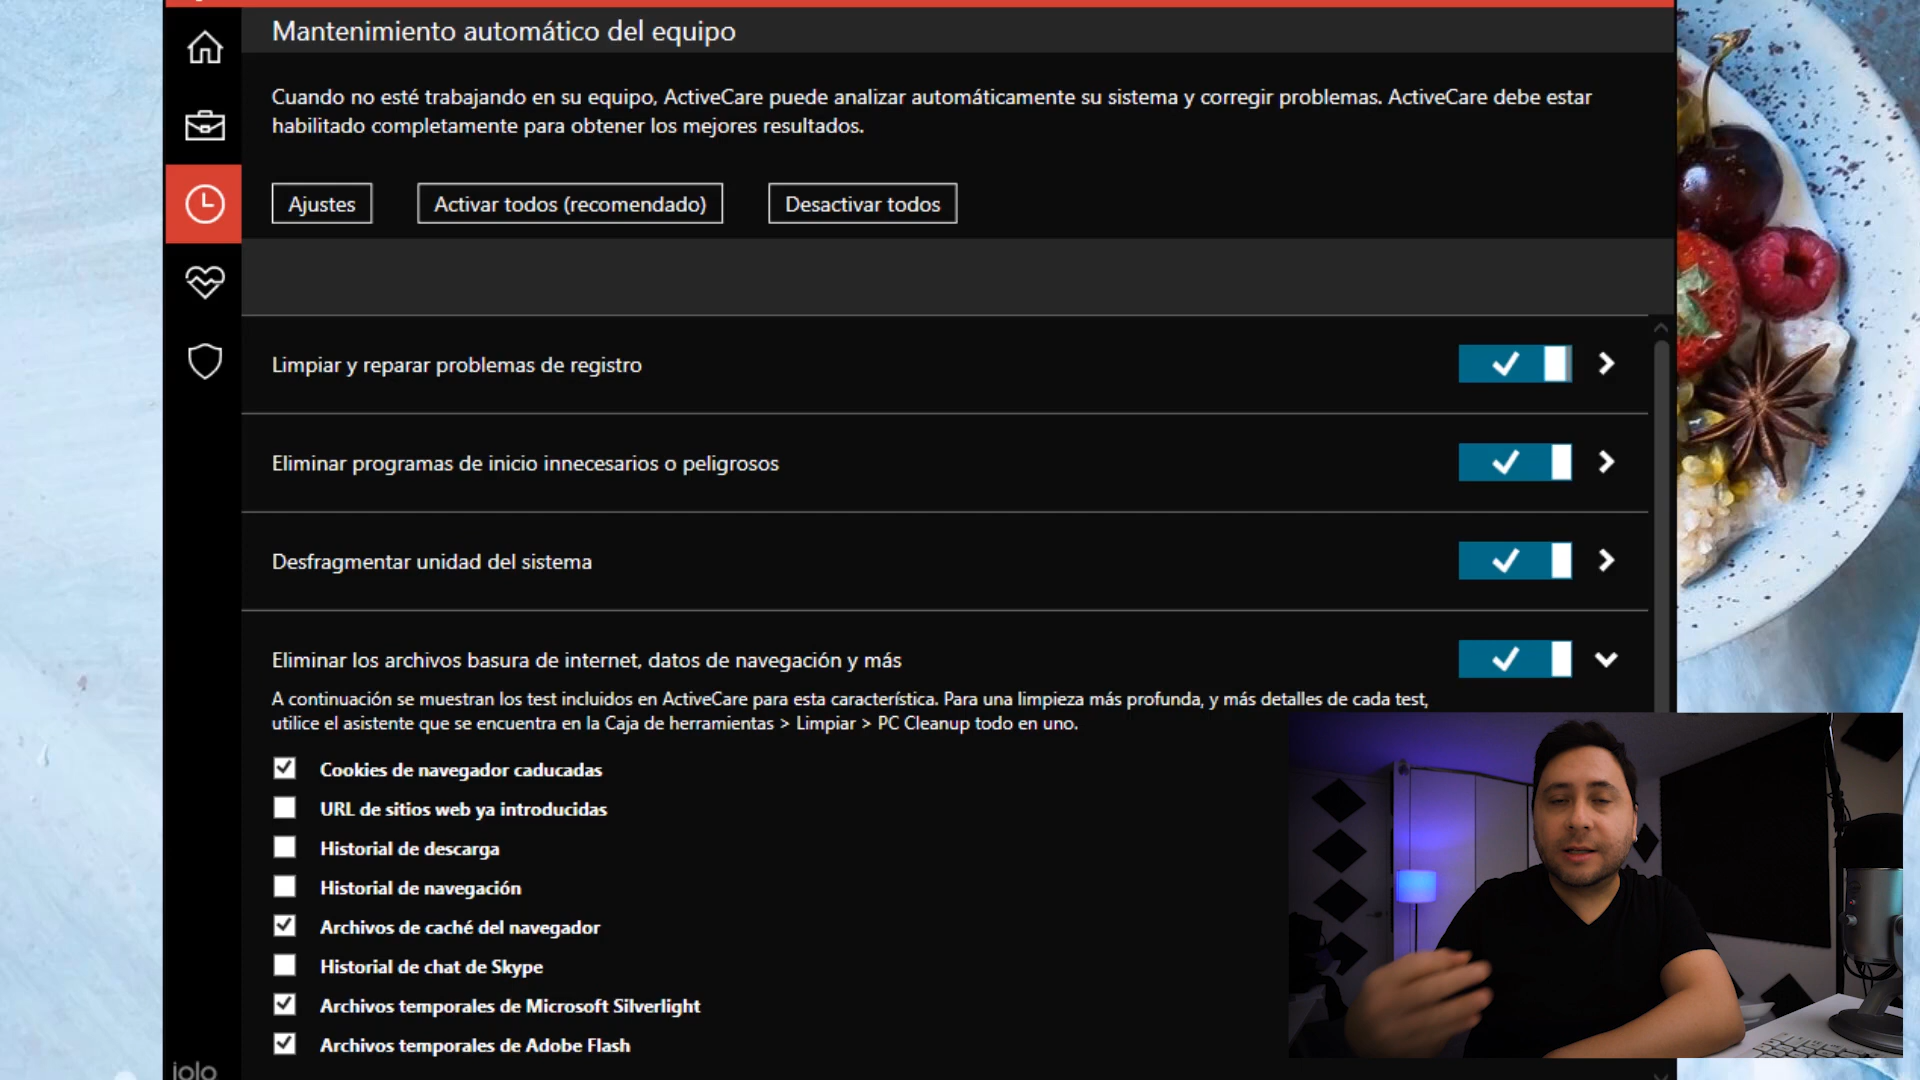 Mantenimiento automático del equipo
Cuando no esté trabajando en su equipo, ActiveCare puede analizar automáticamente su sistema y corregir problemas. ActiveCare debe estar
habilitado completamente para obtener los mejores resultados.
Ajustes
Activar todos (recomendado)
Desactivar todos
Limpiar y reparar problemas de registro
Eliminar programas de inicio innecesarios o peligrosos
Desfragmentar unidad del sistema
Eliminar los archivos basura de internet, datos de navegación y más
A continuación se muestran los test incluidos en ActiveCare para esta característica. Para una limpieza más profunda, y más detalles de cada test,
utilice el asistente que se encuentra en la Caja de herramientas > Limpiar > PC Cleanup todo en uno.
Cookies de navegador caducadas
URL de sitios web ya introducidas
Historial de descarga
Historial de navegación
Archivos de caché del navegador
Historial de chat de Skype
Archivos temporales de Microsoft Silverlight
Archivos temporales de Adobe Flash
iolo